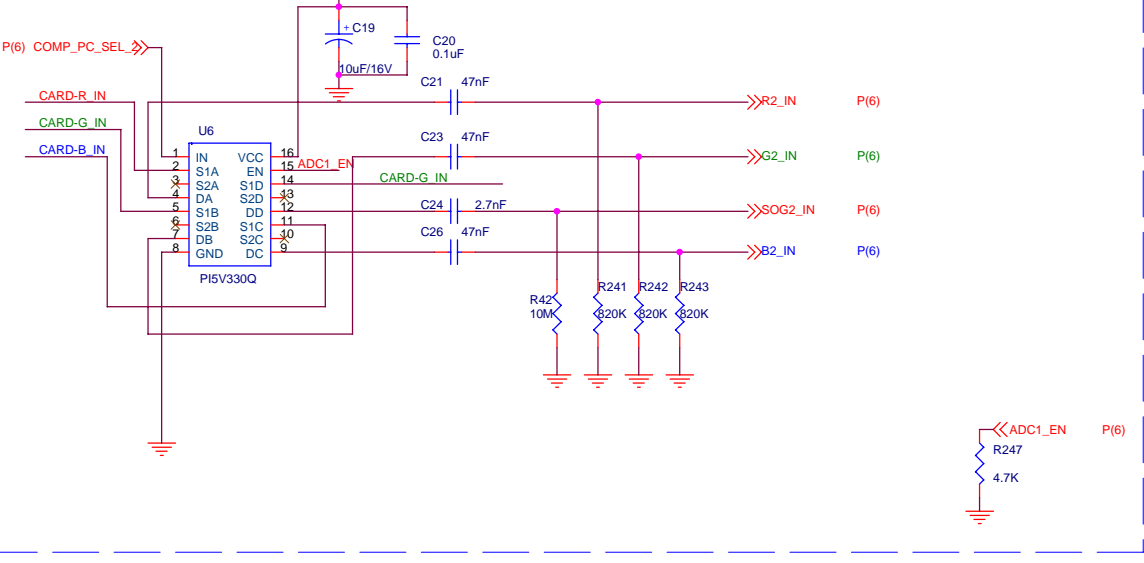 + C19
C20
0.1uF
10uF/16V
P(6) COMP_PC_SEL_2
C21 47nF
CARD-R_IN
R2_IN P(6)
CARD-G_IN
U6
C23 47nF
CARD-B_IN
1 IN VCC 16
G2_IN P(6)
2 S1A EN 15 ADC1_EN
3 S2A S1D 14 CARD-G_IN
4 DA S2D 13
5 S1B DD 12
C24 2.7nF
SOG2_IN P(6)
6 S2B S1C 11
7 DB S2C 10
C26 47nF
8 GND DC 9
B2_IN P(6)
PI5V330Q
R42
10M
R241
820K
R242
820K
R243
820K
ADC1_EN P(6)
R247
4.7K